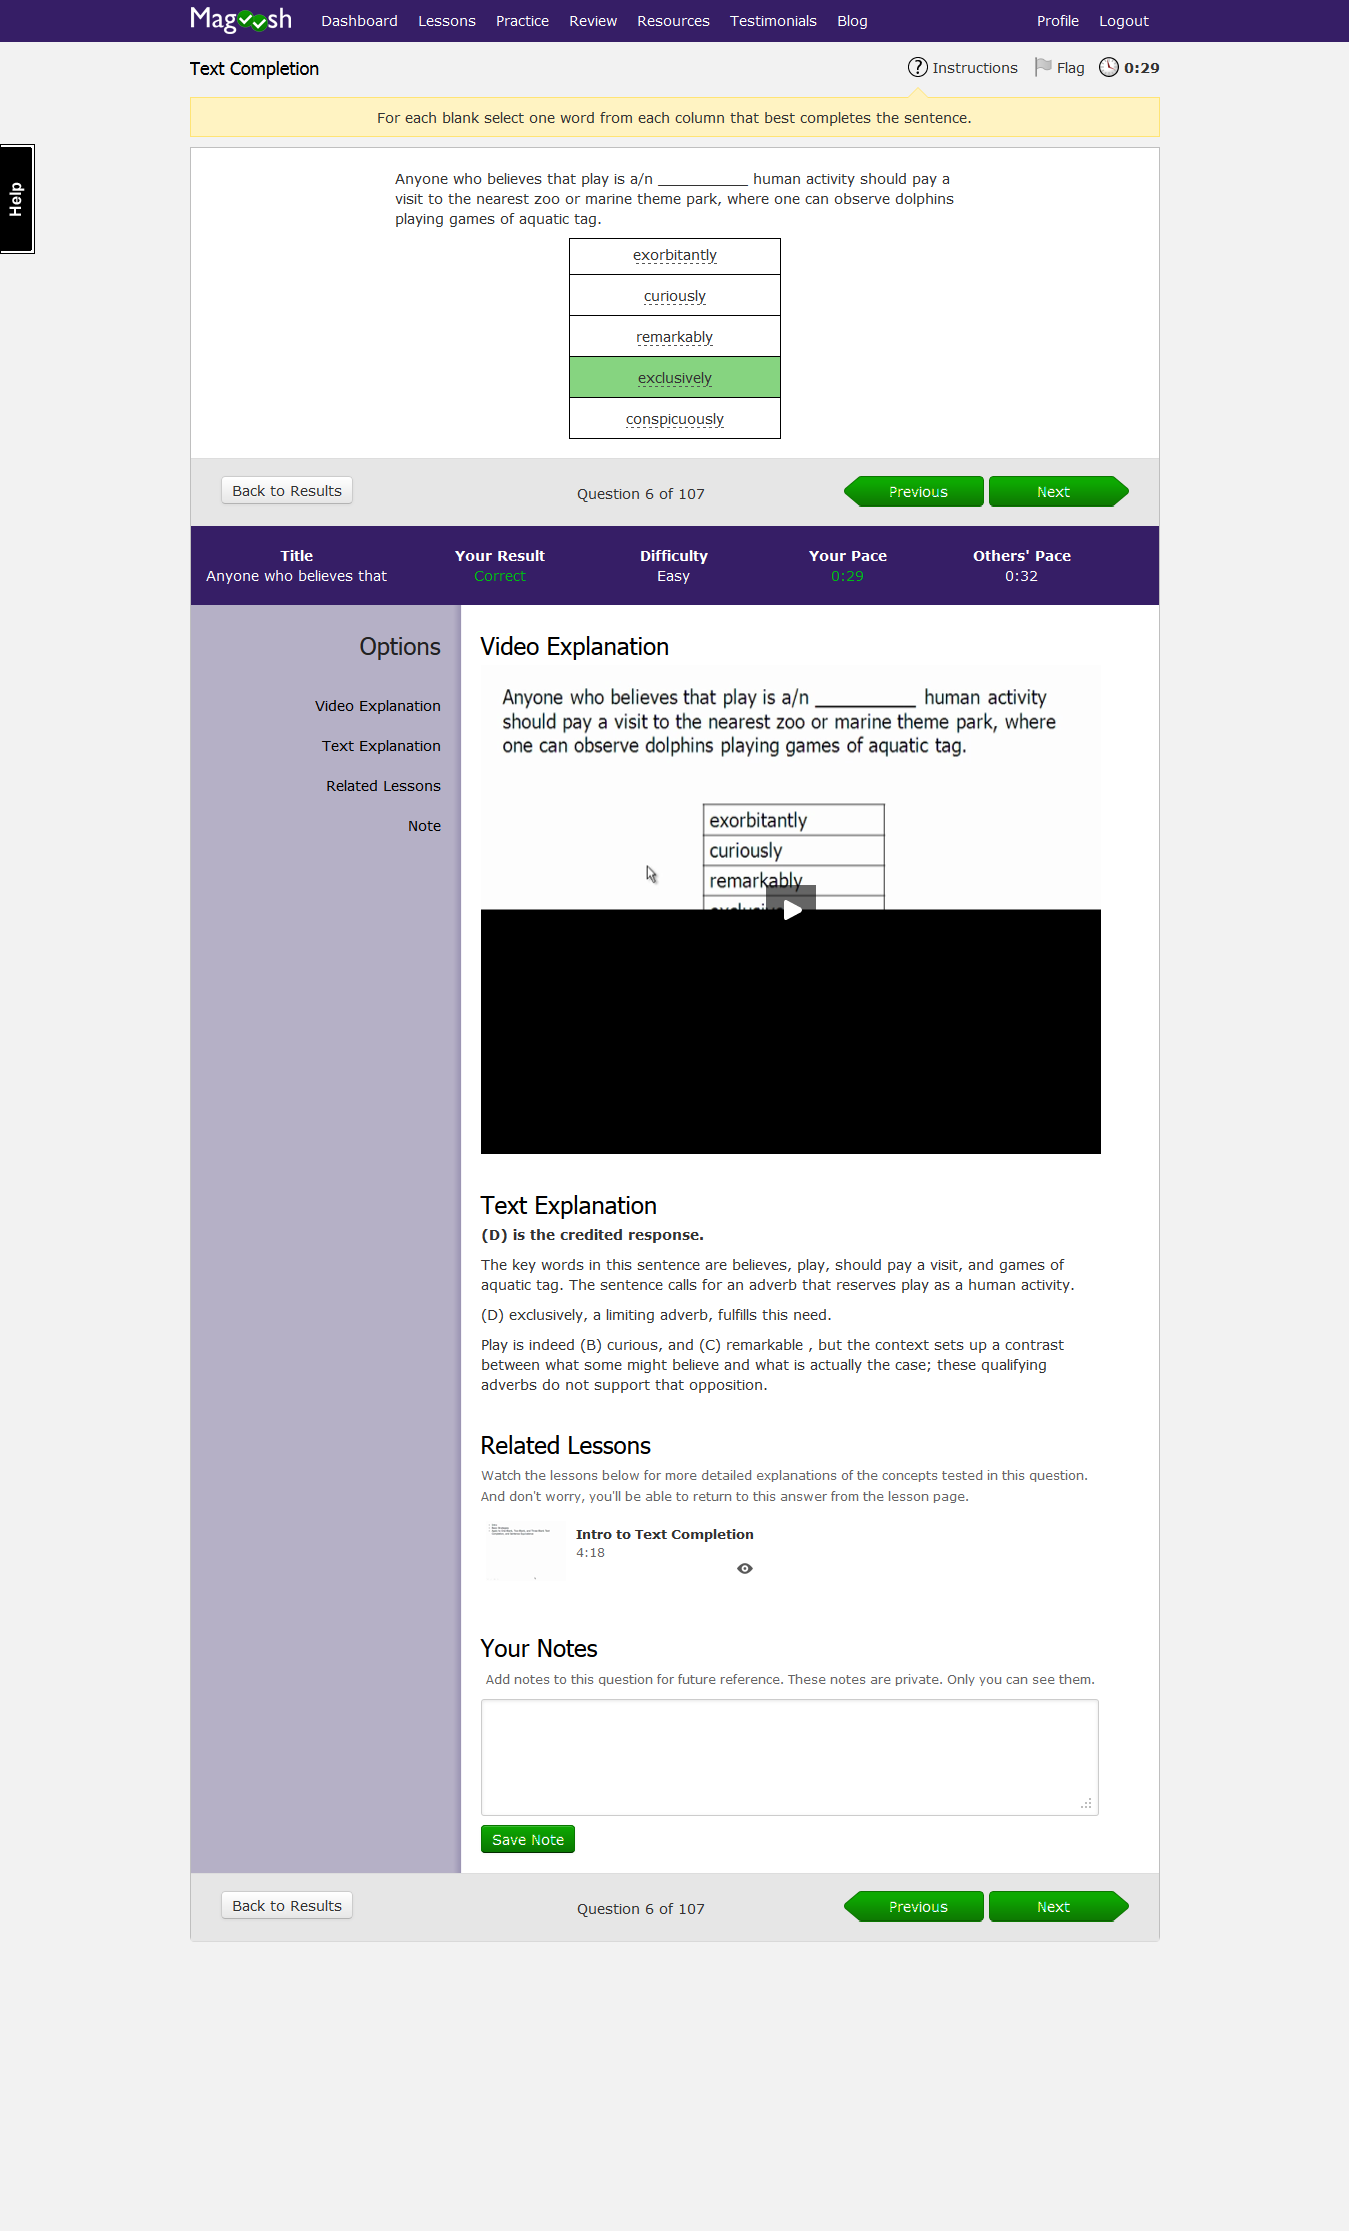 Magoosh Dashboard Lessons Practice Review Resources Testimonials Blog Profile Logout
Text Completion ? Instructions Flag 0:29
For each blank select one word from each column that best completes the sentence.
Help
Anyone who believes that play is a/n ___________ human activity should pay a
visit to the nearest zoo or marine theme park, where one can observe dolphins
playing games of aquatic tag.
exorbitantly
curiously
remarkably
exclusively
conspicuously
Back to Results Question 6 of 107 Previous Next
Title Your Result Difficulty Your Pace Others' Pace
Anyone who believes that Correct Easy 0:29 0:32
Options
Video Explanation
Text Explanation
Related Lessons
Note
Video Explanation
Anyone who believes that play is a/n __________ human activity
should pay a visit to the nearest zoo or marine theme park, where
one can observe dolphins playing games of aquatic tag.
exorbitantly
curiously
remarkably
Text Explanation
(D) is the credited response.
The key words in this sentence are believes, play, should pay a visit, and games of
aquatic tag. The sentence calls for an adverb that reserves play as a human activity.
(D) exclusively, a limiting adverb, fulfills this need.
Play is indeed (B) curious, and (C) remarkable , but the context sets up a contrast
between what some might believe and what is actually the case; these qualifying
adverbs do not support that opposition.
Related Lessons
Watch the lessons below for more detailed explanations of the concepts tested in this question.
And don't worry, you'll be able to return to this answer from the lesson page.
Intro to Text Completion
4:18
Your Notes
Add notes to this question for future reference. These notes are private. Only you can see them.
Save Note
Back to Results Question 6 of 107 Previous Next